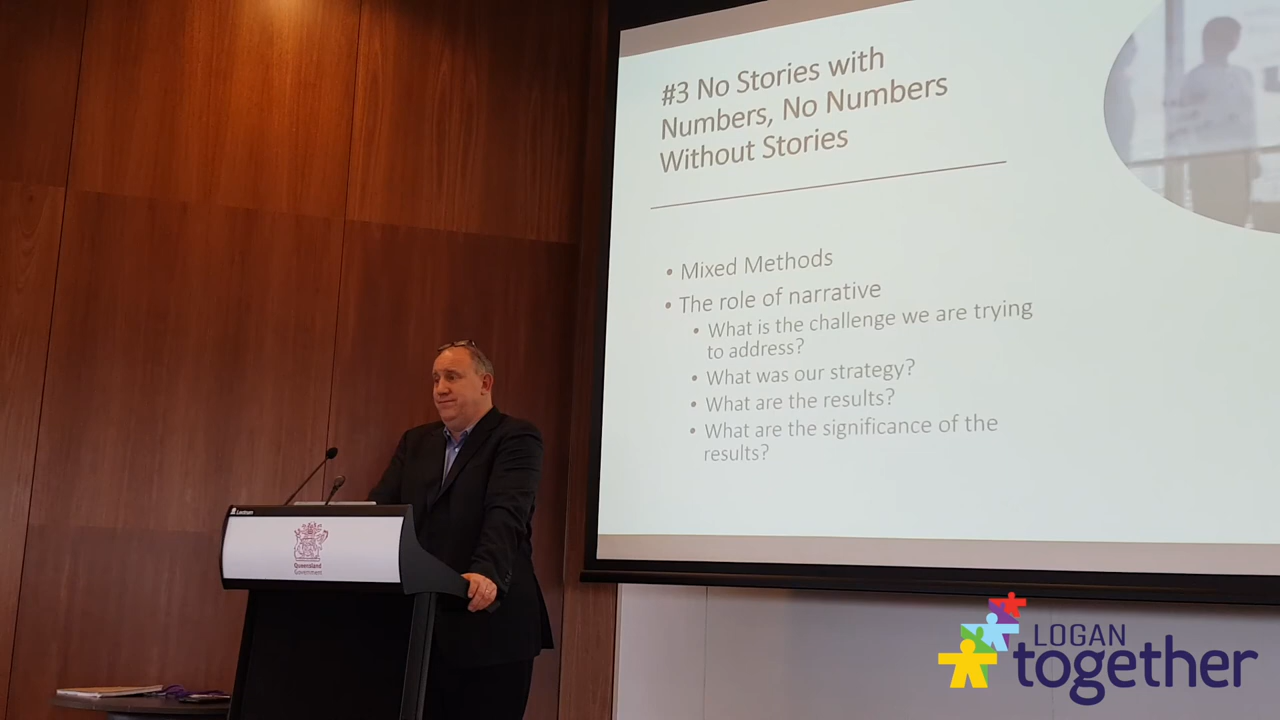 #3 No Stories with
Numbers, No Numbers
Without Stories
• Mixed Methods
• The role of narrative
• What is the challenge we are trying
to address?
• What was our strategy?
• What are the results?
• What are the significance of the
results?
Lectrum
Queensland
Government
LOGAN
together